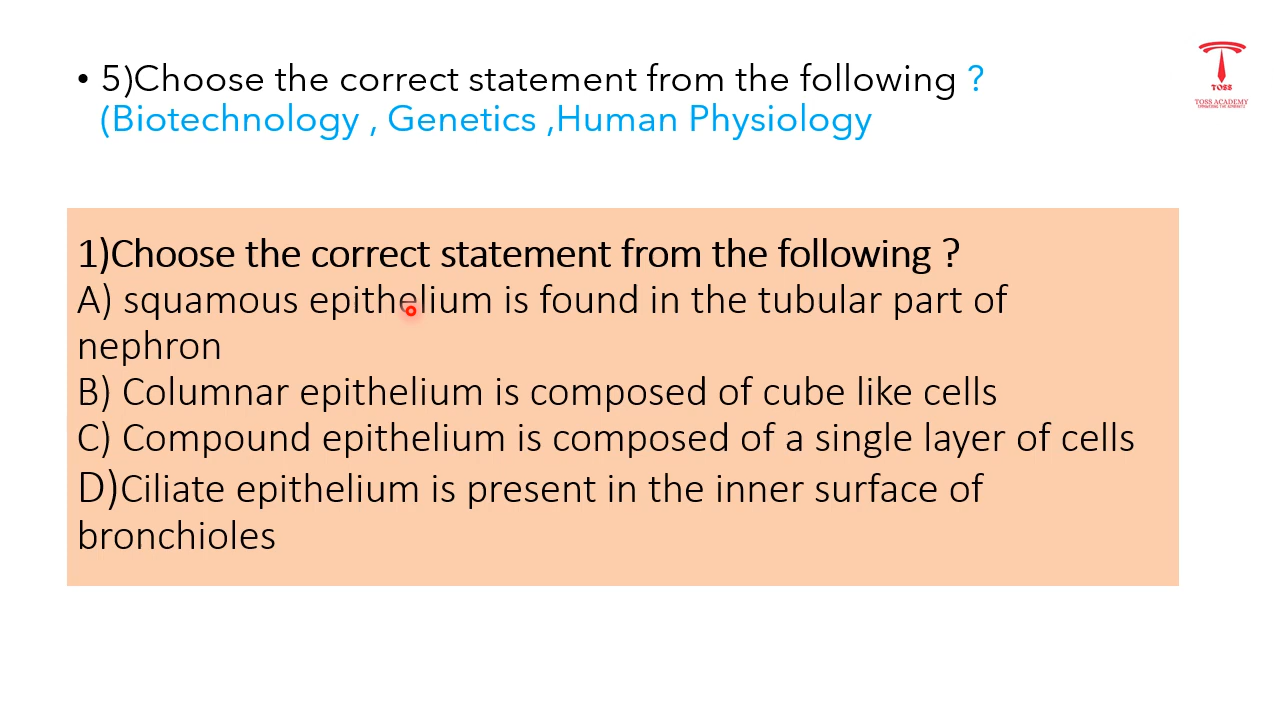 • 5)Choose the correct statement from the following ?
(Biotechnology , Genetics ,Human Physiology
TOSS
TOSS ACADEMY
1)Choose the correct statement from the following ?
A) squamous epithelium is found in the tubular part of
nephron
B) Columnar epithelium is composed of cube like cells
C) Compound epithelium is composed of a single layer of cells
D)Ciliate epithelium is present in the inner surface of
bronchioles